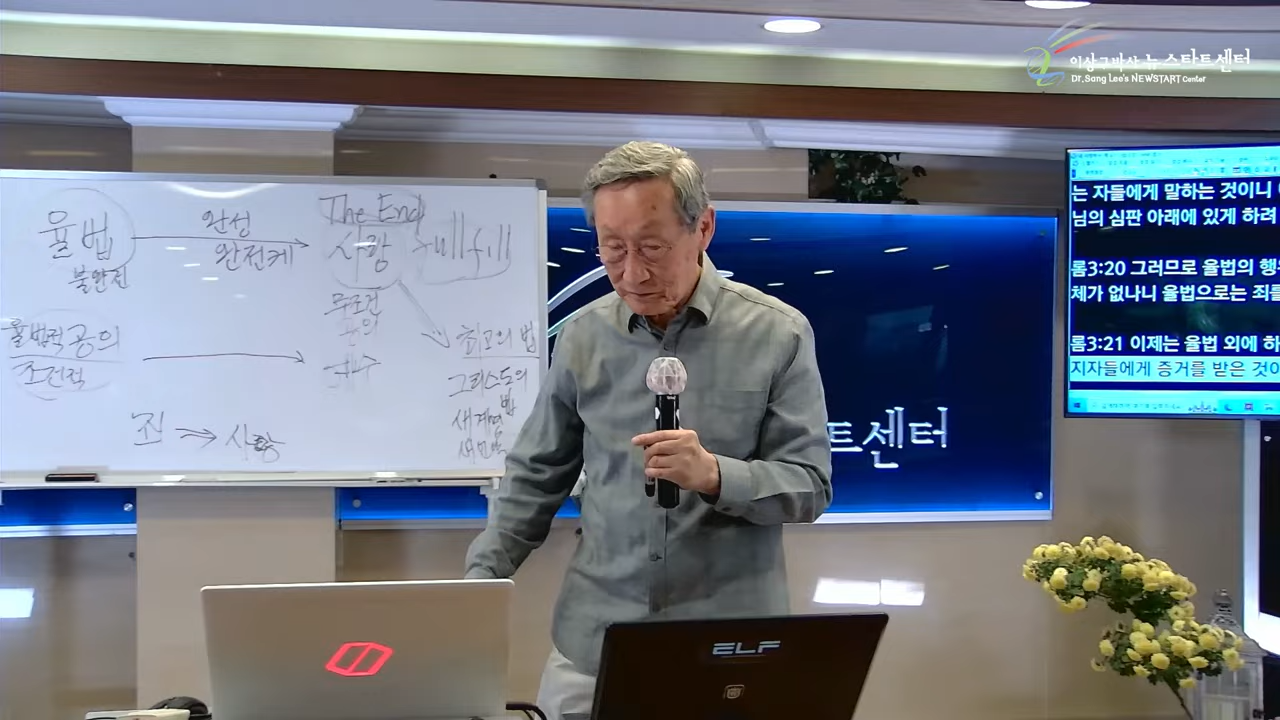 이상구박사 뉴스타트센터
Dr. Sang Lee's NEWSTART Center
율법
불완전
완성
완전케
The End
사랑
fullfill
무조건
공의
율법적 공의
조건적
최고의 법
그리스도의
법
새계명
죄 ⇒ 사랑
트센터
는 자들에게 말하는 것이니
님의 심판 아래에 있게 하려
롬3:20 그러므로 율법의 행
체가 없나니 율법으로는 죄를
롬3:21 이제는 율법 외에 하
지자들에게 증거를 받은 것이
ELF